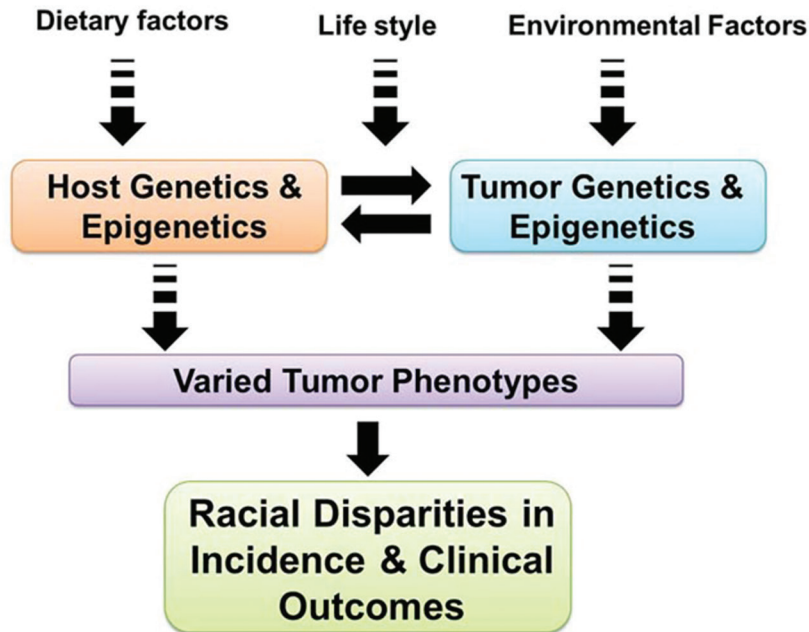 Dietary factors
Life style
Environmental Factors
Host Genetics &
Epigenetics
Tumor Genetics &
Epigenetics
Varied Tumor Phenotypes
Racial Disparities in
Incidence & Clinical
Outcomes